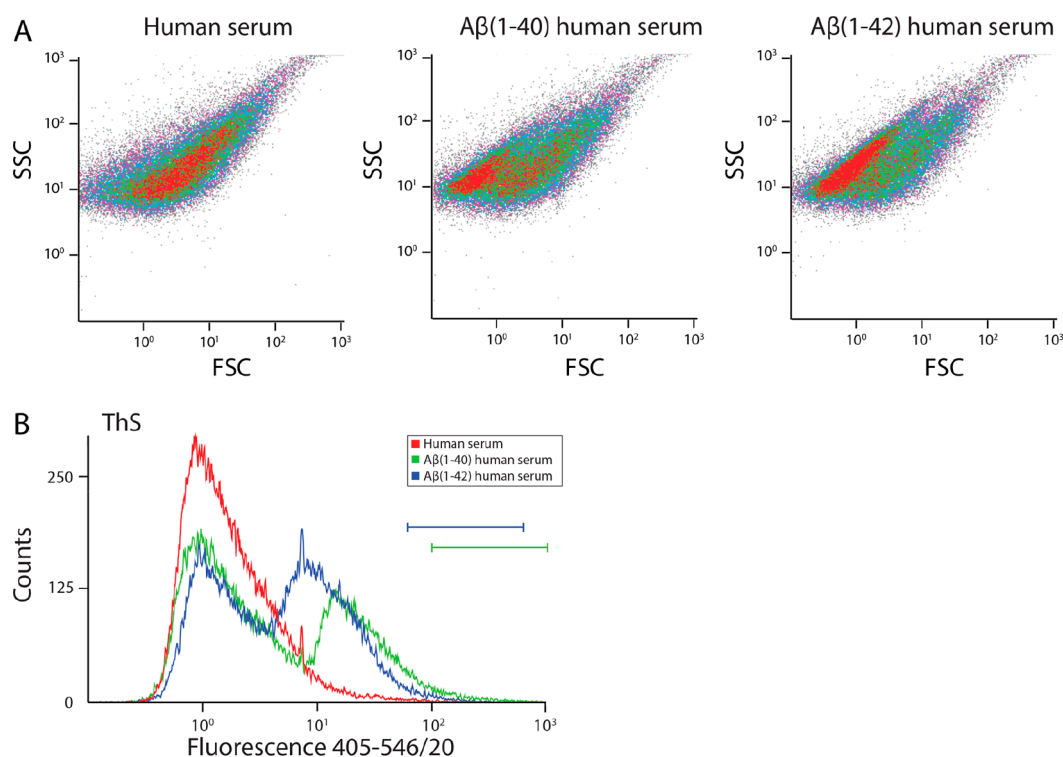 A
Human serum
Aβ(1-40) human serum
Aβ(1-42) human serum
10³
10²
10¹
10⁰
SSC
10⁰
10¹
10²
10³
FSC
10³
10²
10¹
10⁰
SSC
10⁰
10¹
10²
10³
FSC
10³
10²
10¹
10⁰
SSC
10⁰
10¹
10²
10³
FSC
B
ThS
Human serum
Aβ(1-40) human serum
Aβ(1-42) human serum
250
125
0
Counts
10⁰
10¹
10²
10³
Fluorescence 405-546/20